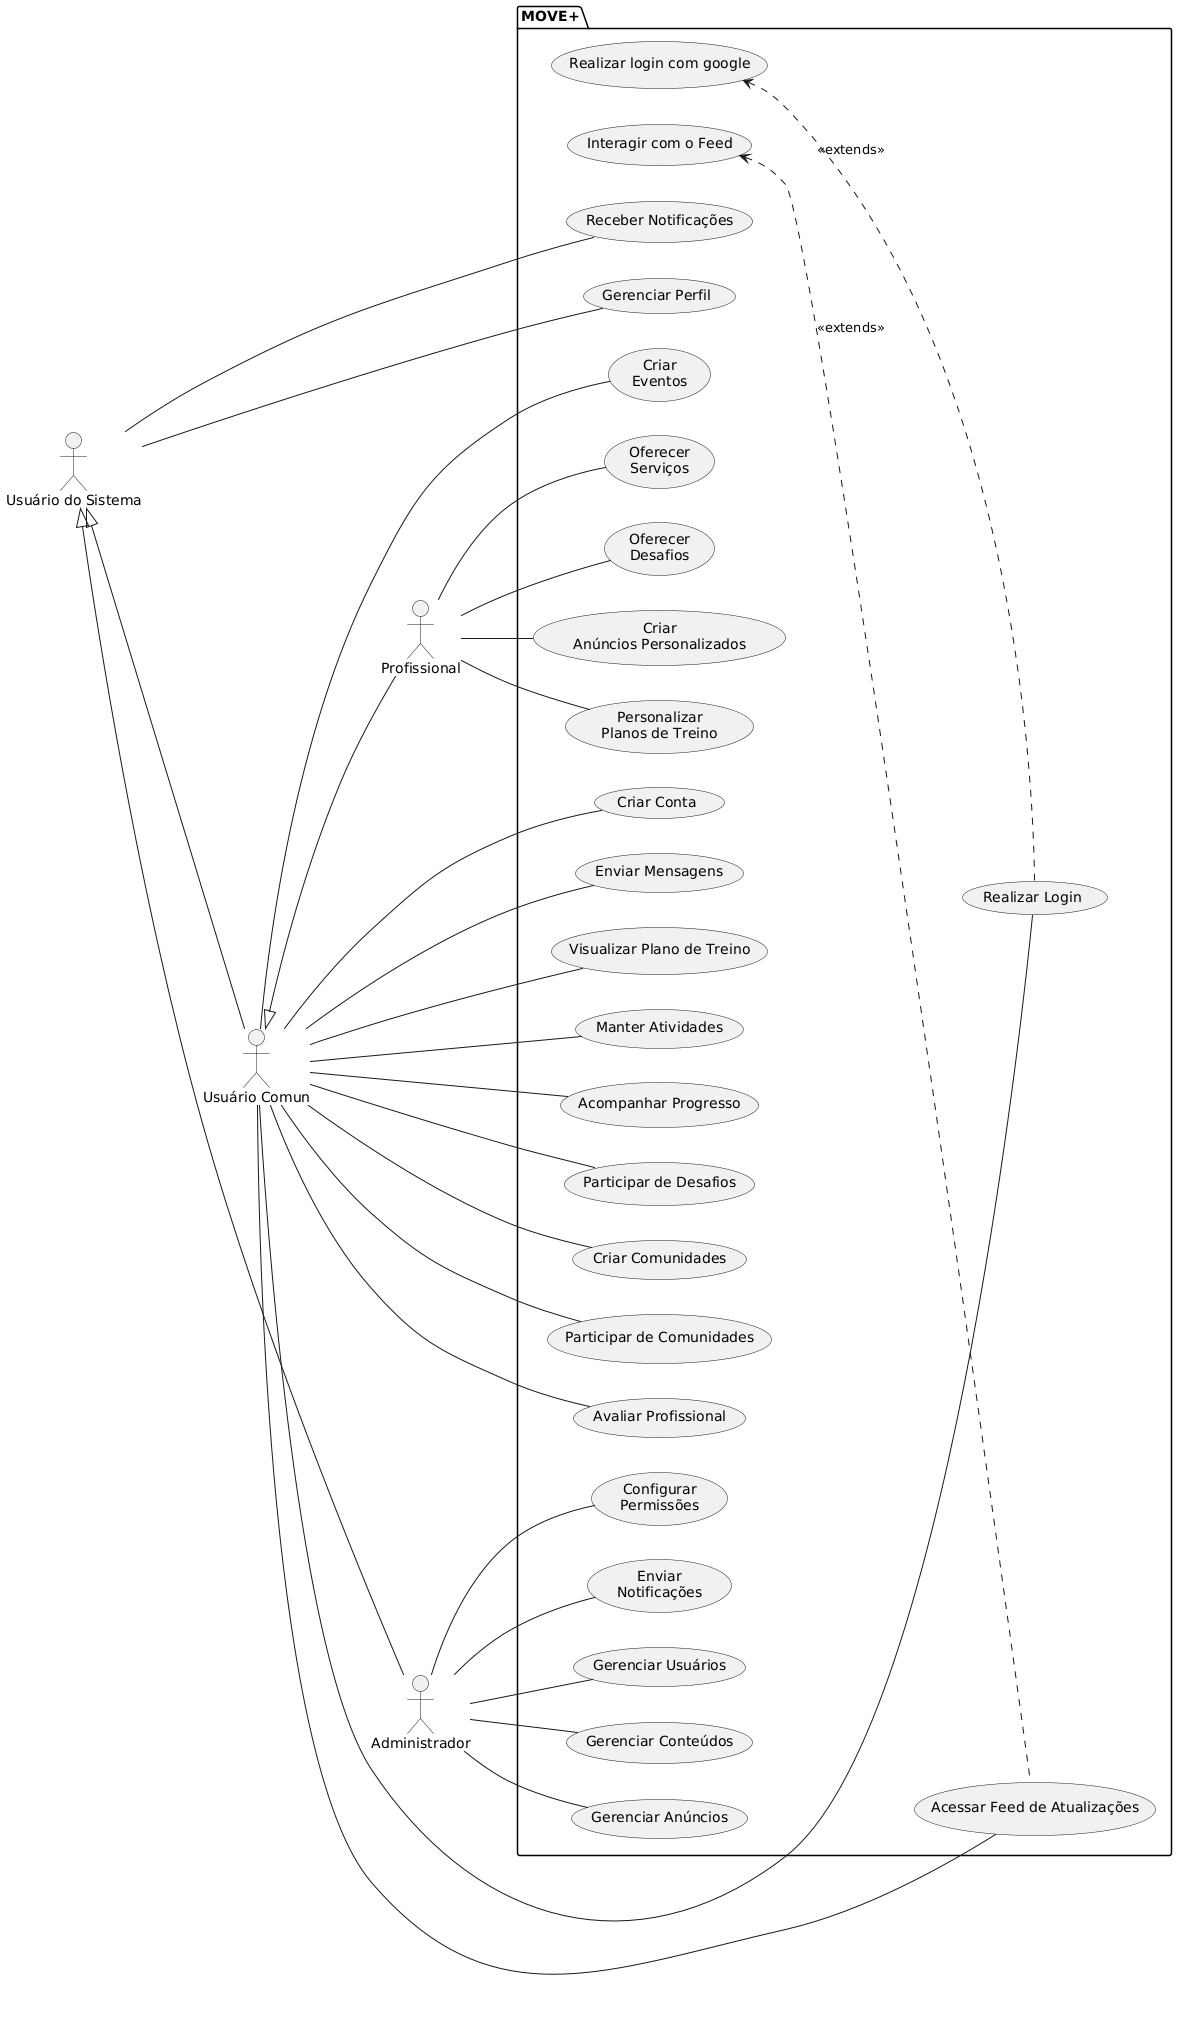 MOVE+
Realizar login com google
«extends»
Interagir com o Feed
Receber Notificações
Gerenciar Perfil
«extends»
Criar
Eventos
Oferecer
Serviços
Usuário do Sistema
Oferecer
Desafios
Criar
Anúncios Personalizados
Profissional
Personalizar
Planos de Treino
Criar Conta
Enviar Mensagens
Realizar Login
Visualizar Plano de Treino
Manter Atividades
Usuário Comun
Acompanhar Progresso
Participar de Desafios
Criar Comunidades
Participar de Comunidades
Avaliar Profissional
Configurar
Permissões
Enviar
Notificações
Gerenciar Usuários
Administrador
Gerenciar Conteúdos
Acessar Feed de Atualizações
Gerenciar Anúncios